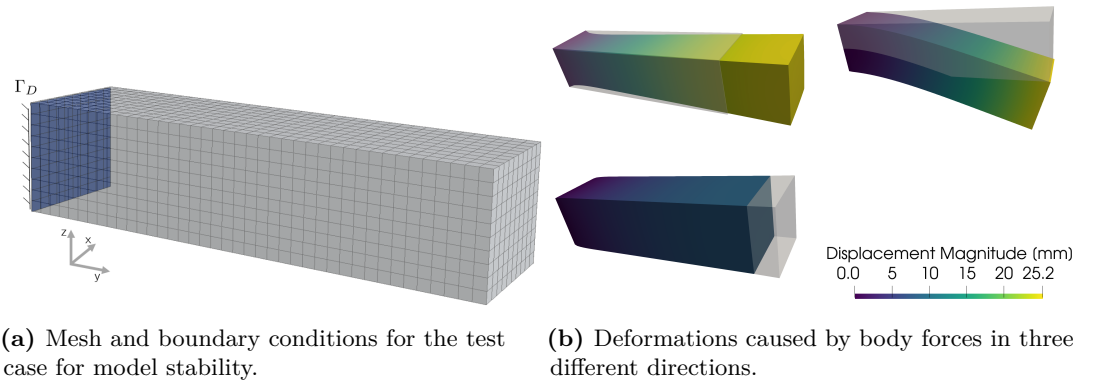 Γ_D
z
x
y
Displacement Magnitude (mm)
0.0 5 10 15 20 25.2
(a) Mesh and boundary conditions for the test
case for model stability.
(b) Deformations caused by body forces in three
different directions.